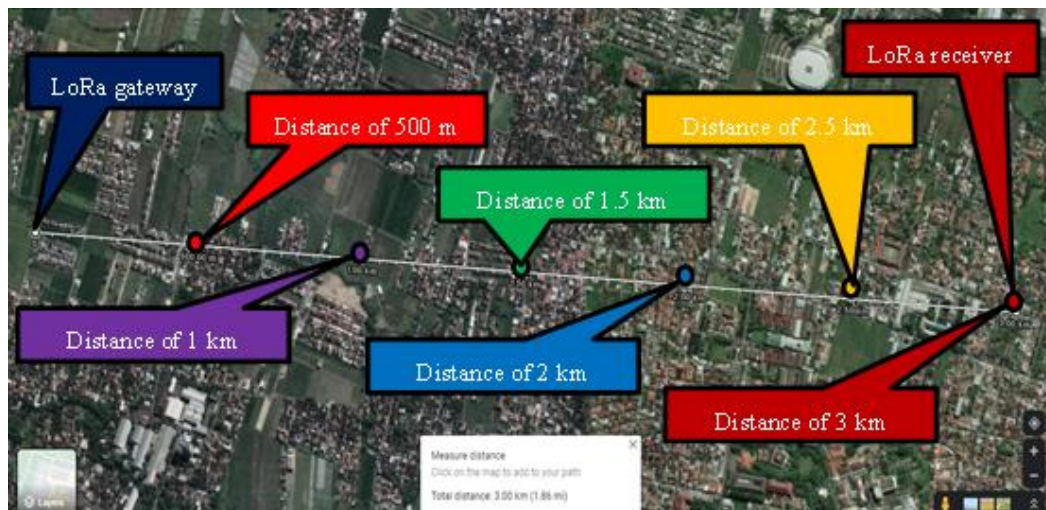 LoRa gateway
LoRa receiver
Distance of 500 m
Distance of 2.5 km
Distance of 1.5 km
Distance of 1 km
Distance of 2 km
Distance of 3 km
Measure distance
Click on the map to add to your path
Total distance: 3.00 km (1.86 mi)
Layers